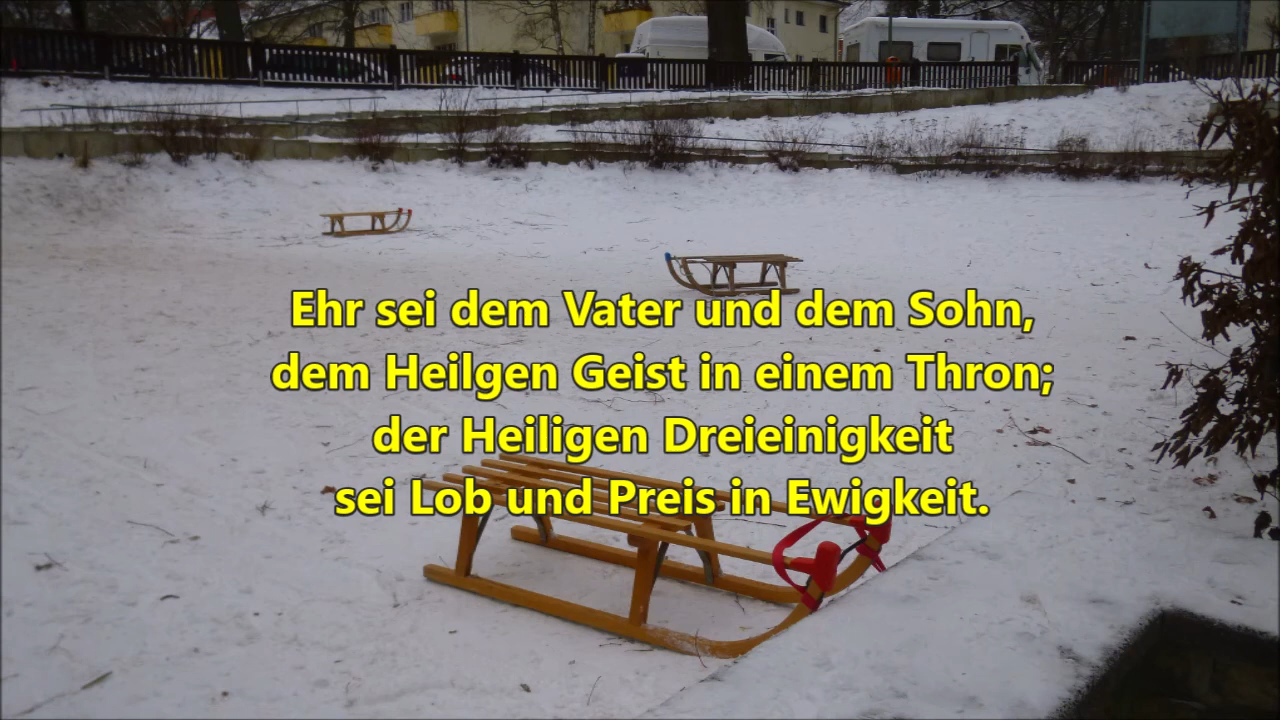 Ehr sei dem Vater und dem Sohn,
dem Heilgen Geist in einem Thron;
der Heiligen Dreieinigkeit
sei Lob und Preis in Ewigkeit.